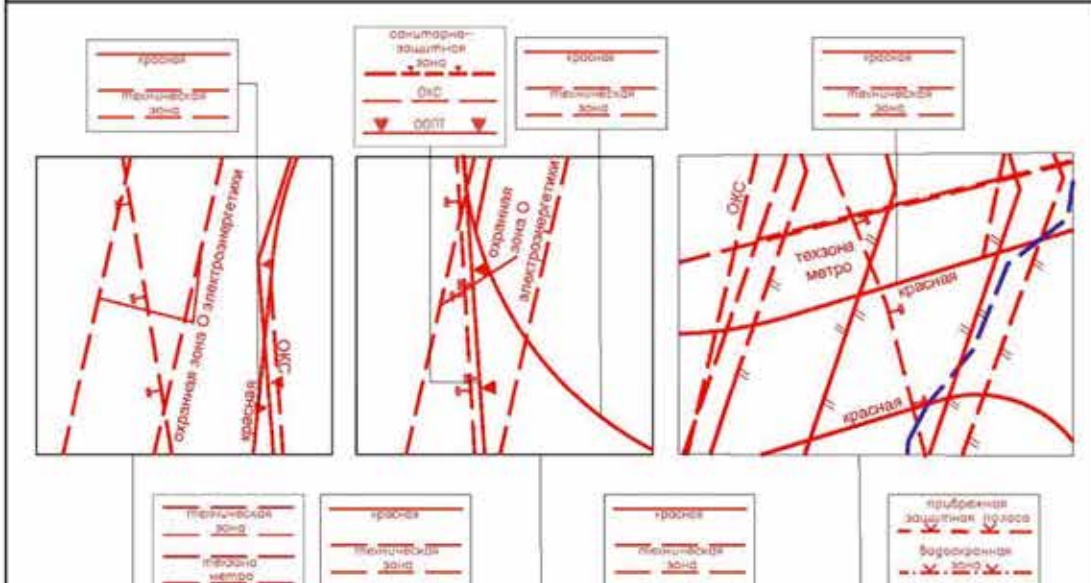 красная
техническая
зона
санитарно-
защитная
зона
ОКС
ООПТ
красная
техническая
зона
красная
техническая
зона
охранная зона О электроэнергетики
красная
ОКС
охранная
зона О
электроэнергетики
ОКС
техзона
метро
красная
красная
техническая
зона
техзона
метро
красная
техническая
зона
красная
техническая
зона
прибрежная
защитная полоса
водоохранная
зона